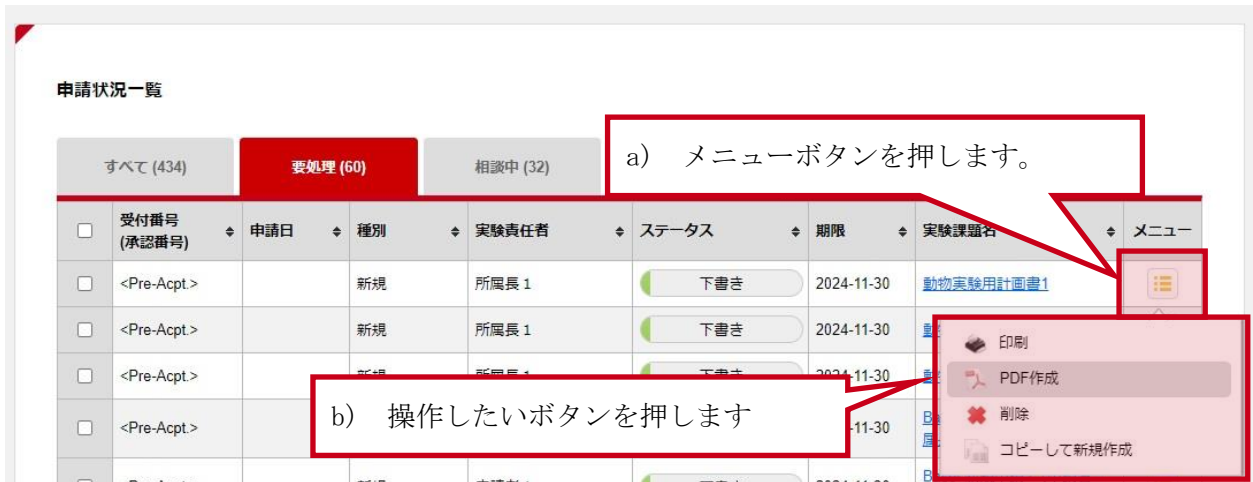 申請状況一覧
すべて (434)
要処理 (60)
相談中 (32)
a) メニューボタンを押します。
受付番号
(承認番号)
申請日
種別
実験責任者
ステータス
期限
実験課題名
メニュー
<Pre-Acpt.> 新規 所属長 1 下書き 2024-11-30 動物実験用計画書1
<Pre-Acpt.> 新規 所属長 1 下書き 2024-11-30
印刷
<Pre-Acpt.>
PDF作成
b) 操作したいボタンを押します
<Pre-Acpt.> -11-30
削除
コピーして新規作成